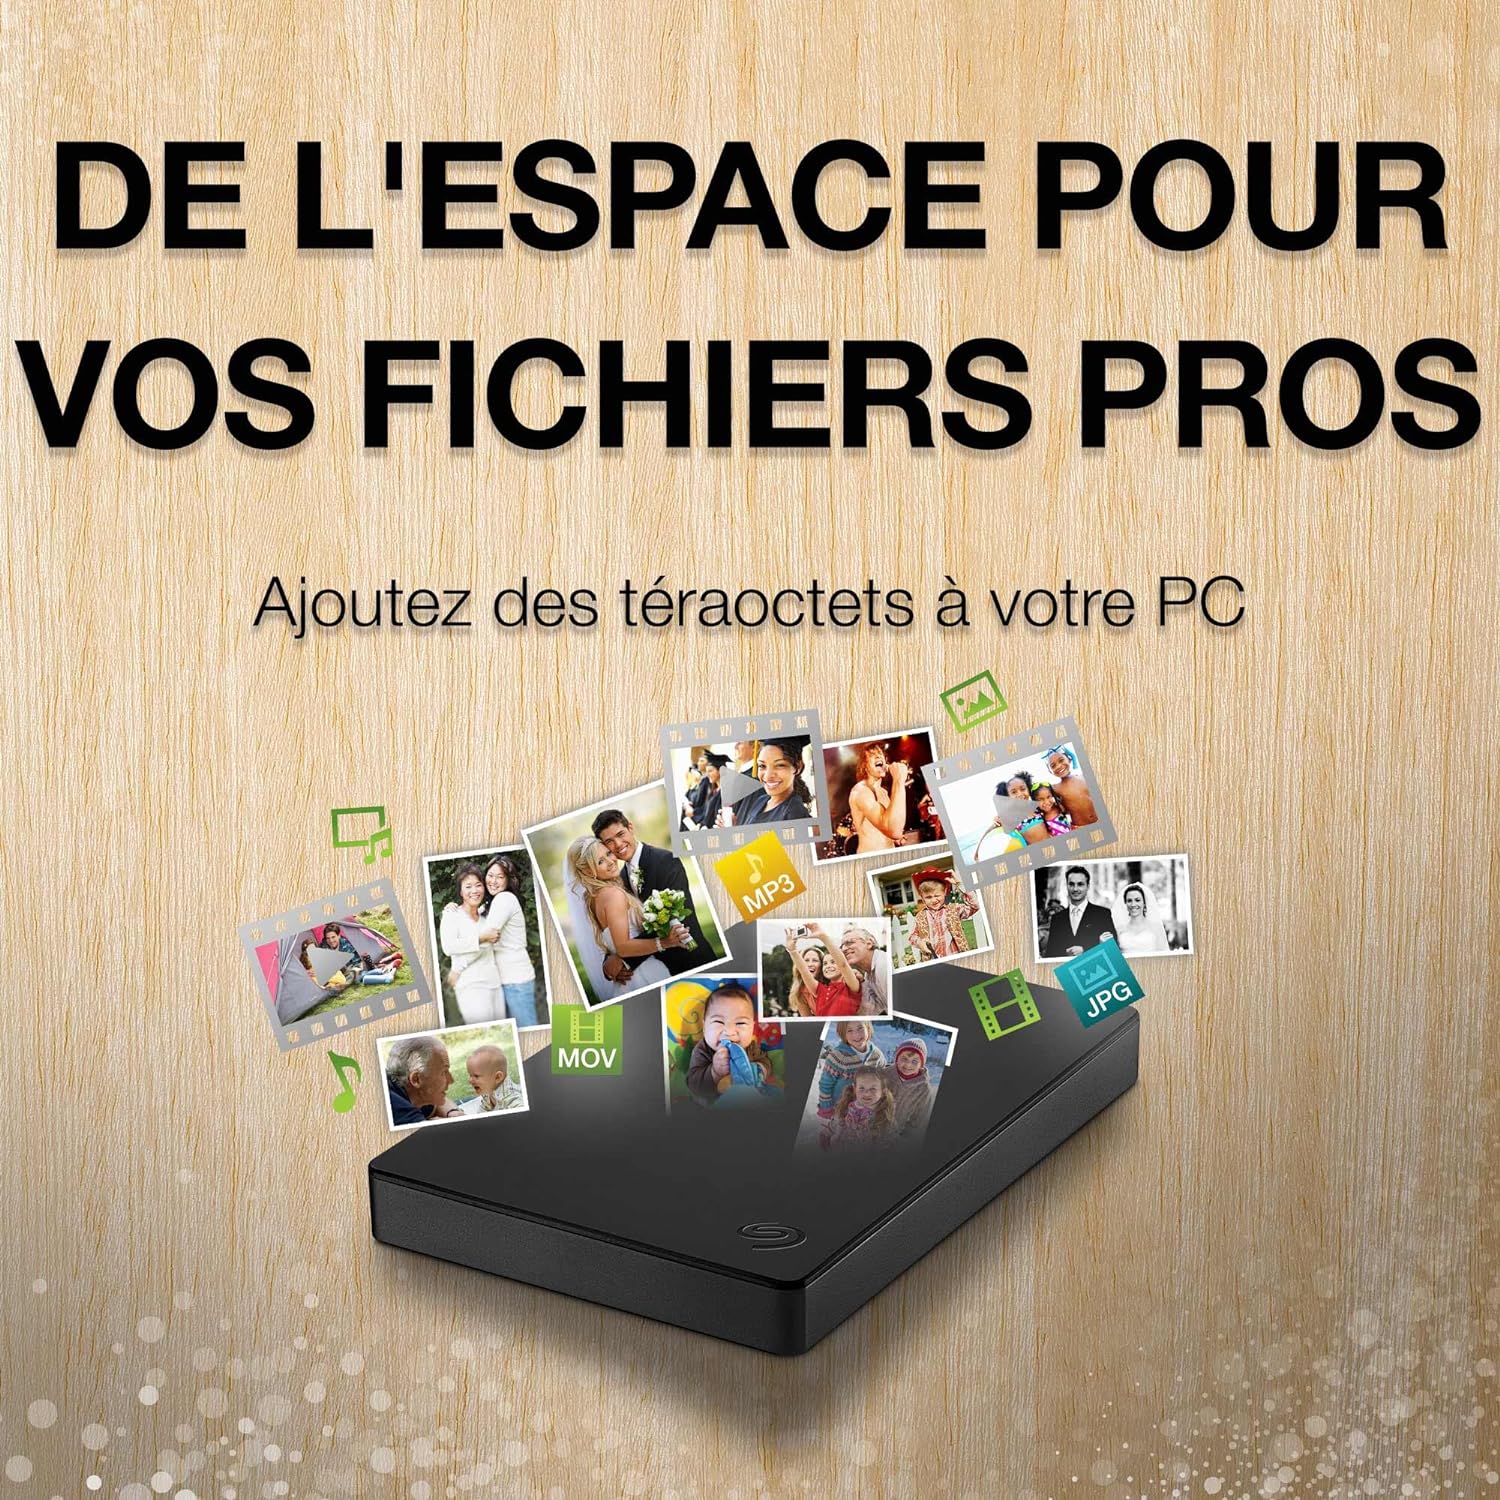 DE L'ESPACE POUR
VOS FICHIERS PROS
Ajoutez des téraoctets à votre PC
MP3
JPG
MOV